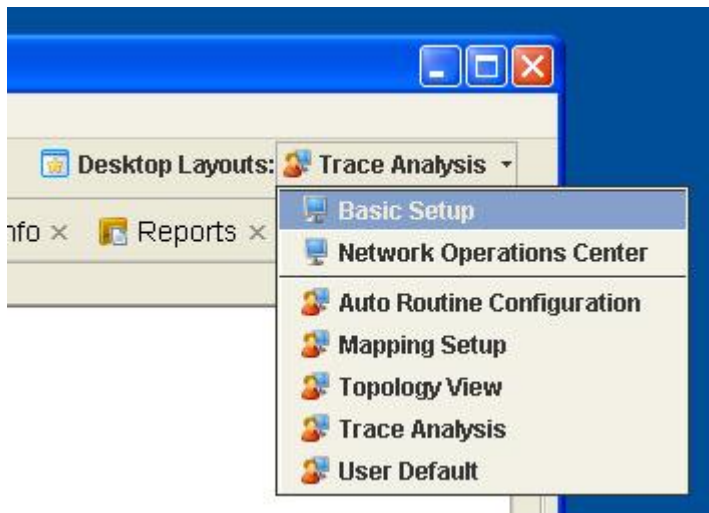 Desktop Layouts: Trace Analysis
nfo Reports
Basic Setup
Network Operations Center
Auto Routine Configuration
Mapping Setup
Topology View
Trace Analysis
User Default